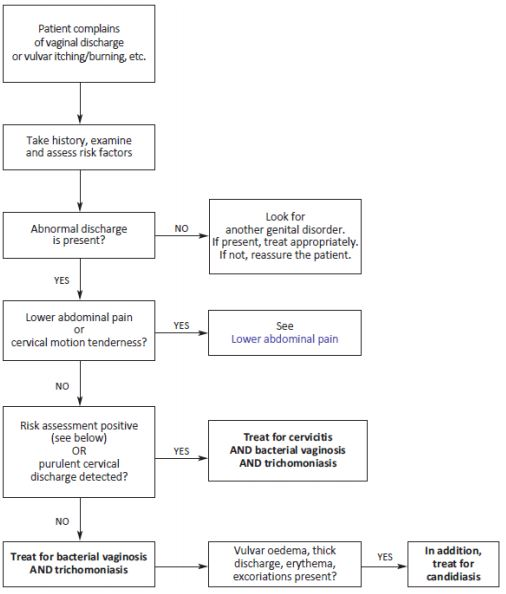 Patient complains
of vaginal discharge
or vulvar itching/burning, etc.
Take history, examine
and assess risk factors
Abnormal discharge
is present?
NO
Look for
another genital disorder.
If present, treat appropriately.
If not, reassure the patient.
YES
Lower abdominal pain
or
cervical motion tenderness?
YES
See
Lower abdominal pain
NO
Risk assessment positive
(see below)
OR
purulent cervical
discharge detected?
YES
Treat for cervicitis
AND bacterial vaginosis
AND trichomoniasis
NO
Treat for bacterial vaginosis
AND trichomoniasis
Vulvar oedema, thick
discharge, erythema,
excoriations present?
YES
In addition,
treat for
candidiasis